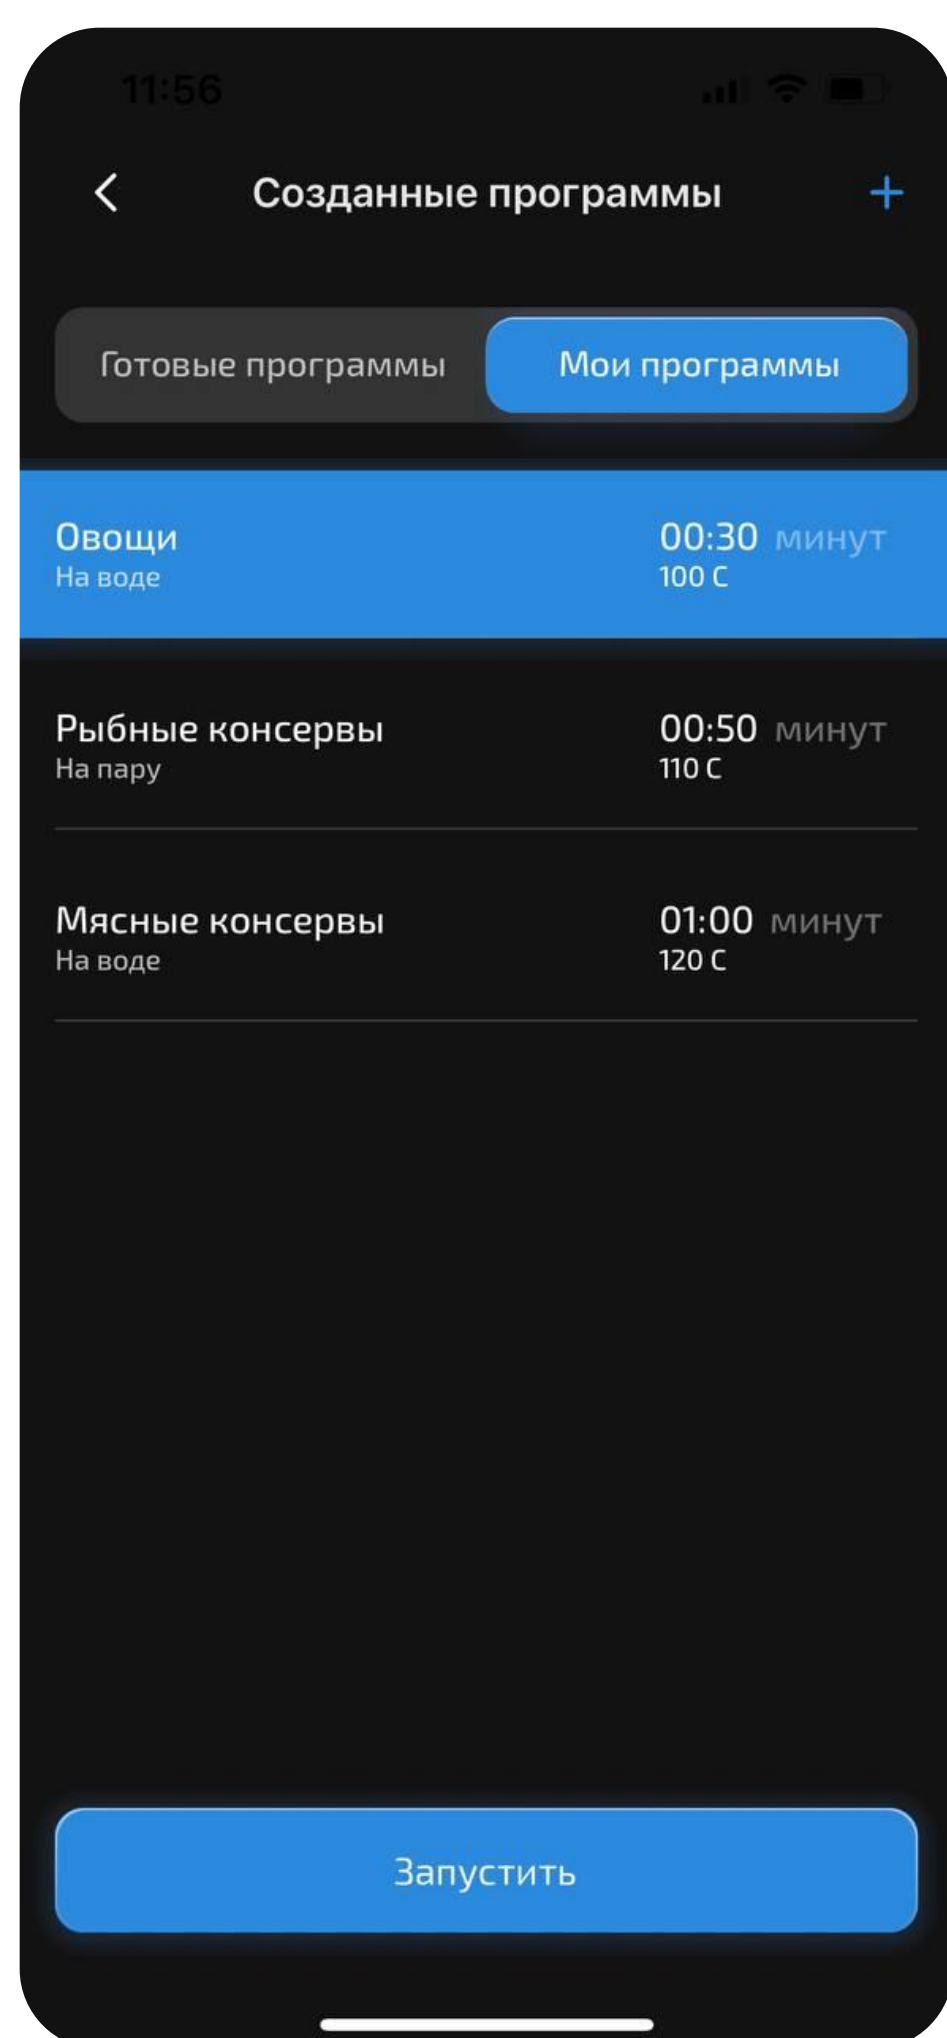 11:56
Созданные программы +
Готовые программы Мои программы
Овощи 00:30 минут
На воде 100 С
Рыбные консервы 00:50 минут
На пару 110 С
Мясные консервы 01:00 минут
На воде 120 С
Запустить